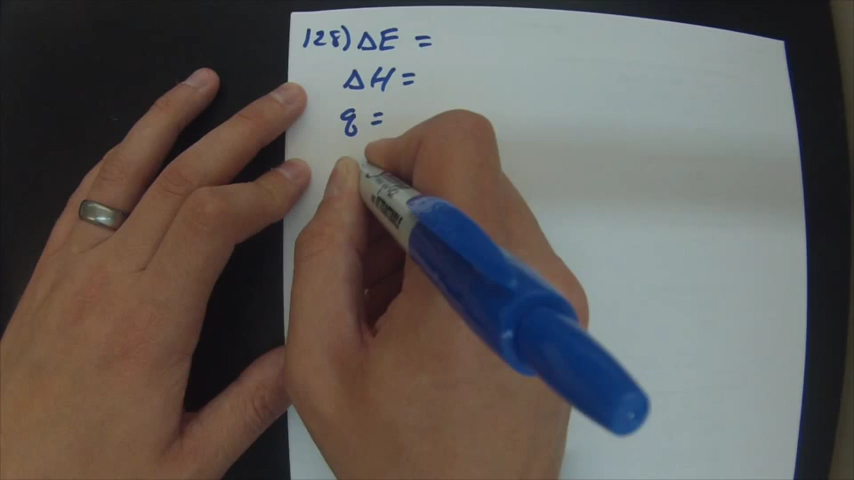 128) ΔE =
ΔH =
q =